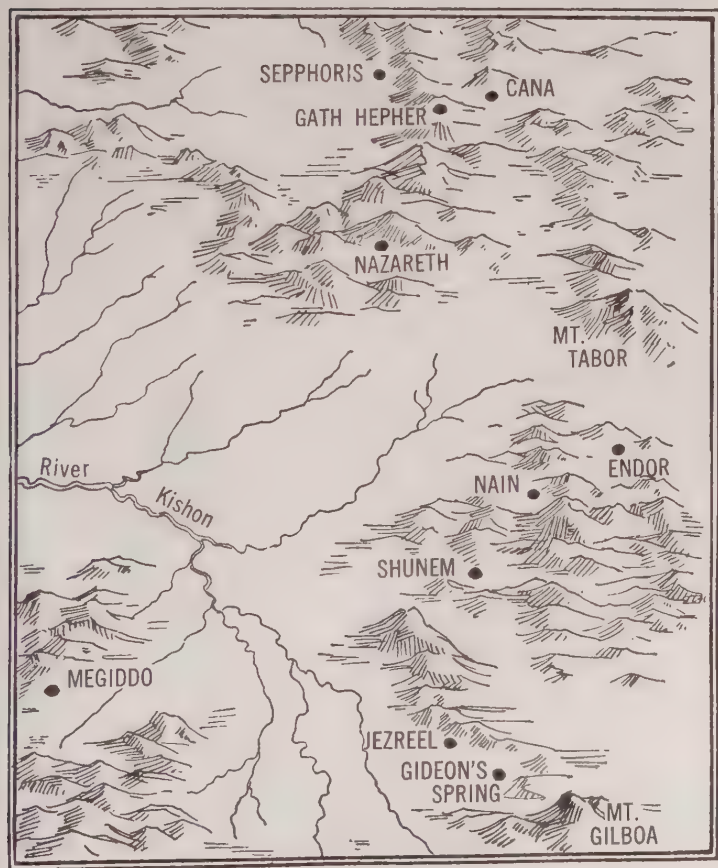 SEPPHORIS
CANA
GATH HEPHER
NAZARETH
MT.
TABOR
River
Kishon
ENDOR
NAIN
SHUNEM
MEGIDDO
JEZREEL
GIDEON'S
SPRING
MT.
GILBOA